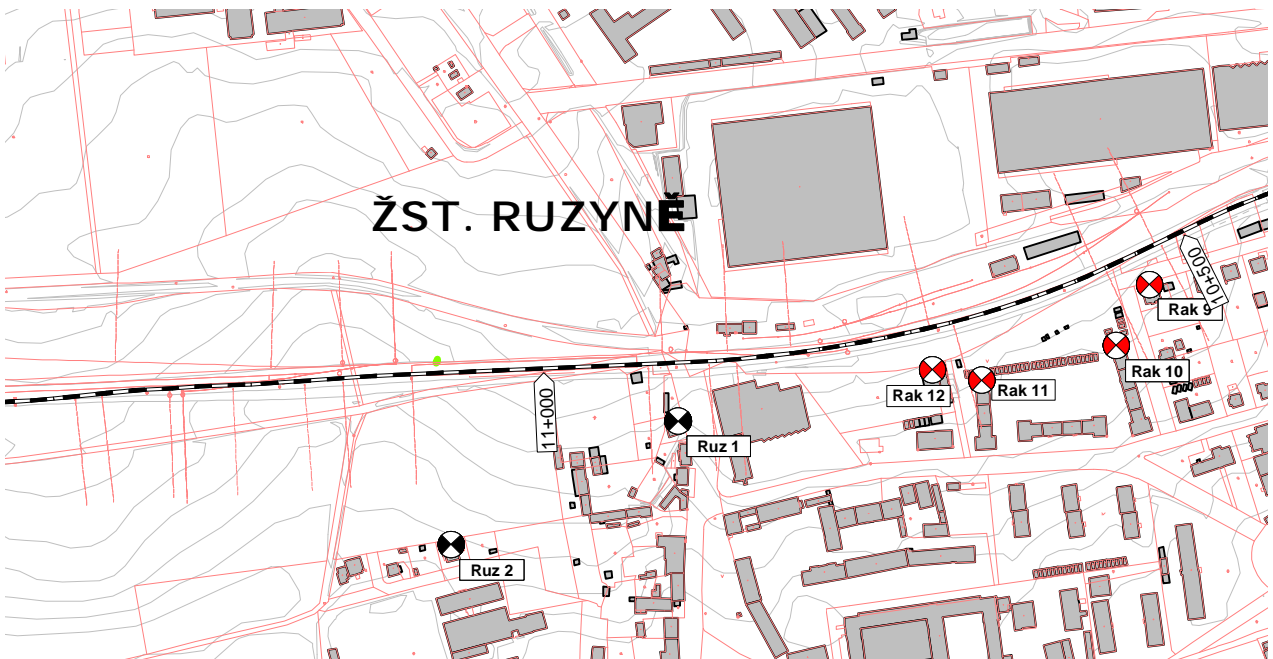 ŽST. RUZYNĚ
10+500
Rak 9
Rak 10
Rak 11
Rak 12
11+000
Ruz 1
Ruz 2